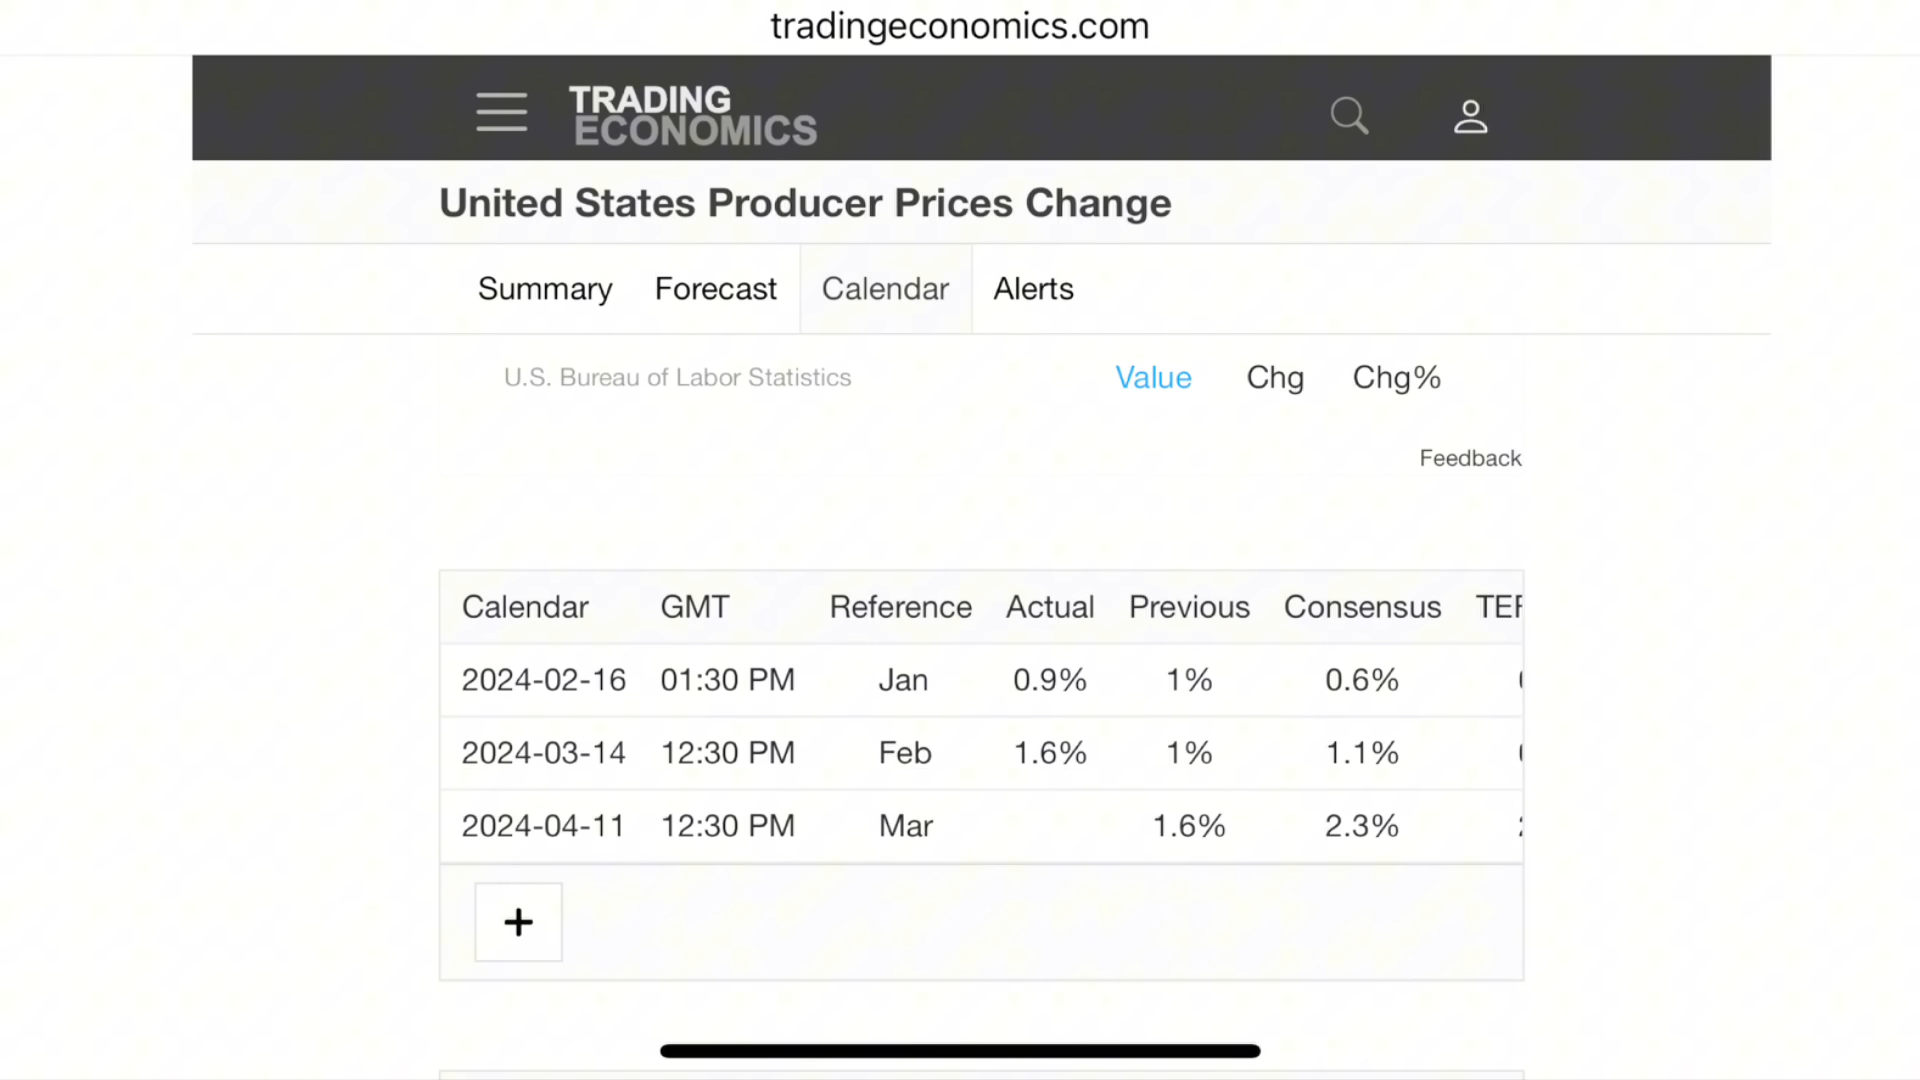 tradingeconomics.com
TRADING
ECONOMICS
United States Producer Prices Change
Summary Forecast Calendar Alerts
U.S. Bureau of Labor Statistics Value Chg Chg%
Feedback
Calendar GMT Reference Actual Previous Consensus
2024-02-16 01:30 PM Jan 0.9% 1% 0.6%
2024-03-14 12:30 PM Feb 1.6% 1% 1.1%
2024-04-11 12:30 PM Mar 1.6% 2.3%
+